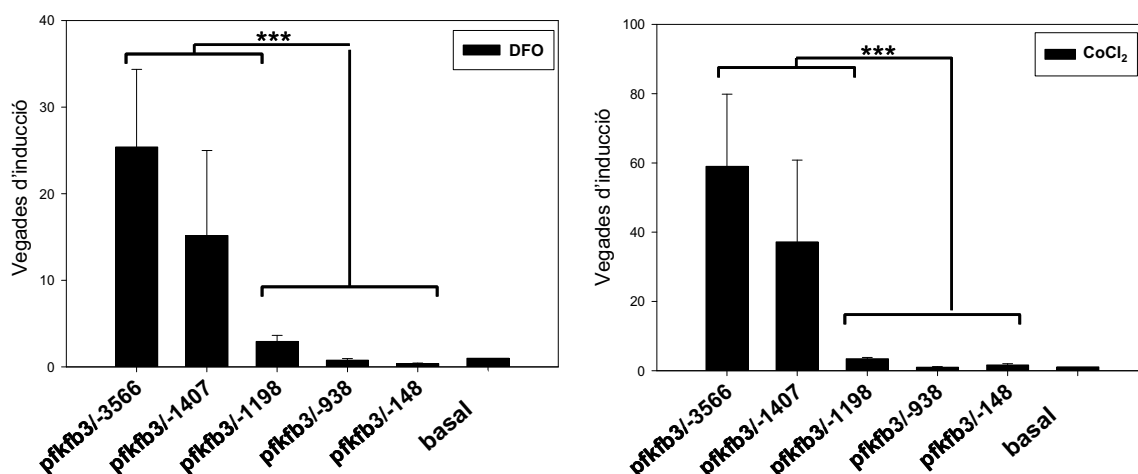 Vegades d'inducció
40
30
20
10
0
***
DFO
pfkfb3/-3566
pfkfb3/-1407
pfkfb3/-1198
pfkfb3/-938
pfkfb3/-148
basal
Vegades d'inducció
100
80
60
40
20
0
***
CoCl₂
pfkfb3/-3566
pfkfb3/-1407
pfkfb3/-1198
pfkfb3/-938
pfkfb3/-148
basal